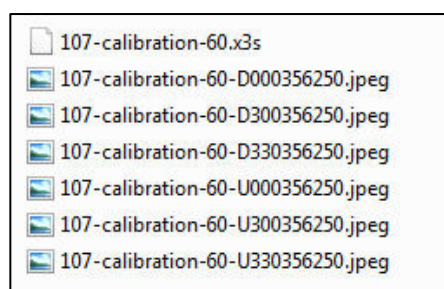 107-calibration-60.x3s
107-calibration-60-D000356250.jpeg
107-calibration-60-D300356250.jpeg
107-calibration-60-D330356250.jpeg
107-calibration-60-U000356250.jpeg
107-calibration-60-U300356250.jpeg
107-calibration-60-U330356250.jpeg